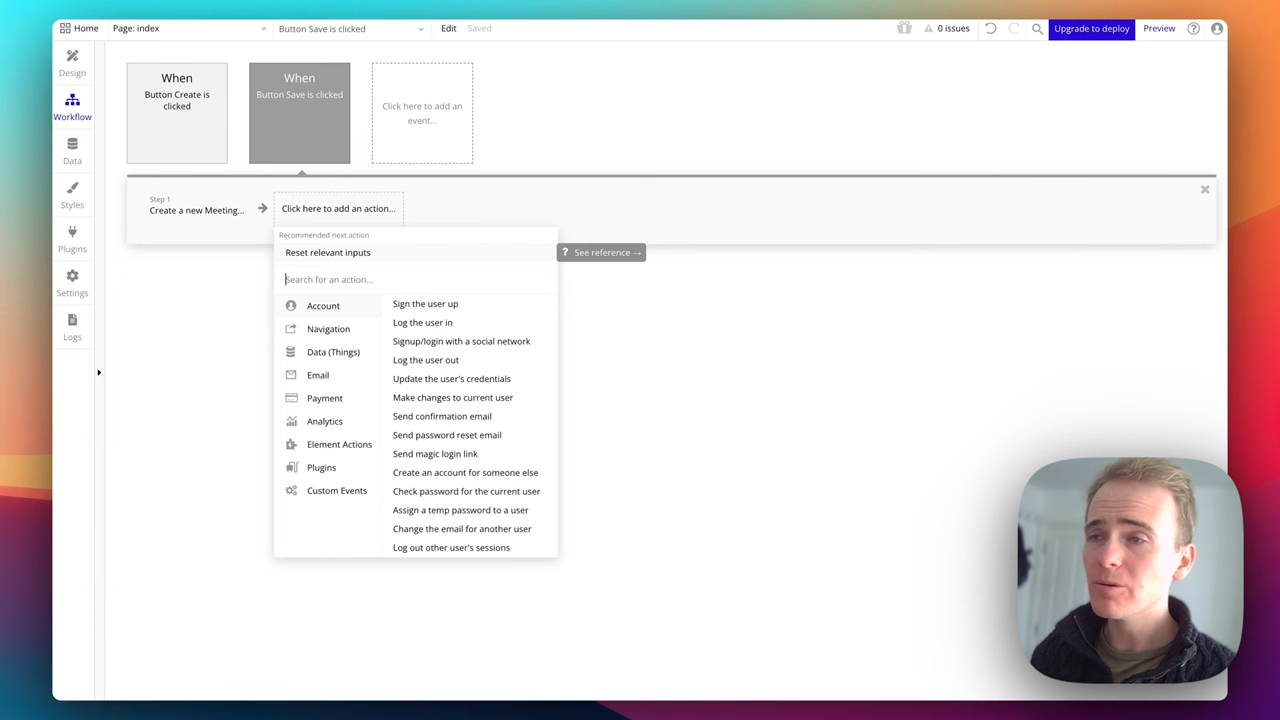 Home
Page: index
Button Save is clicked
Edit
Saved
0 issues
Upgrade to deploy
Preview
Design
Workflow
Data
Styles
Plugins
Settings
Logs
When
Button Create is
clicked
When
Button Save is clicked
Click here to add an
event...
Step 1
Create a new Meeting...
Click here to add an action...
Recommended next action
Reset relevant inputs
? See reference →
Search for an action...
Account
Navigation
Data (Things)
Email
Payment
Analytics
Element Actions
Plugins
Custom Events
Sign the user up
Log the user in
Signup/login with a social network
Log the user out
Update the user's credentials
Make changes to current user
Send confirmation email
Send password reset email
Send magic login link
Create an account for someone else
Check password for the current user
Assign a temp password to a user
Change the email for another user
Log out other user's sessions